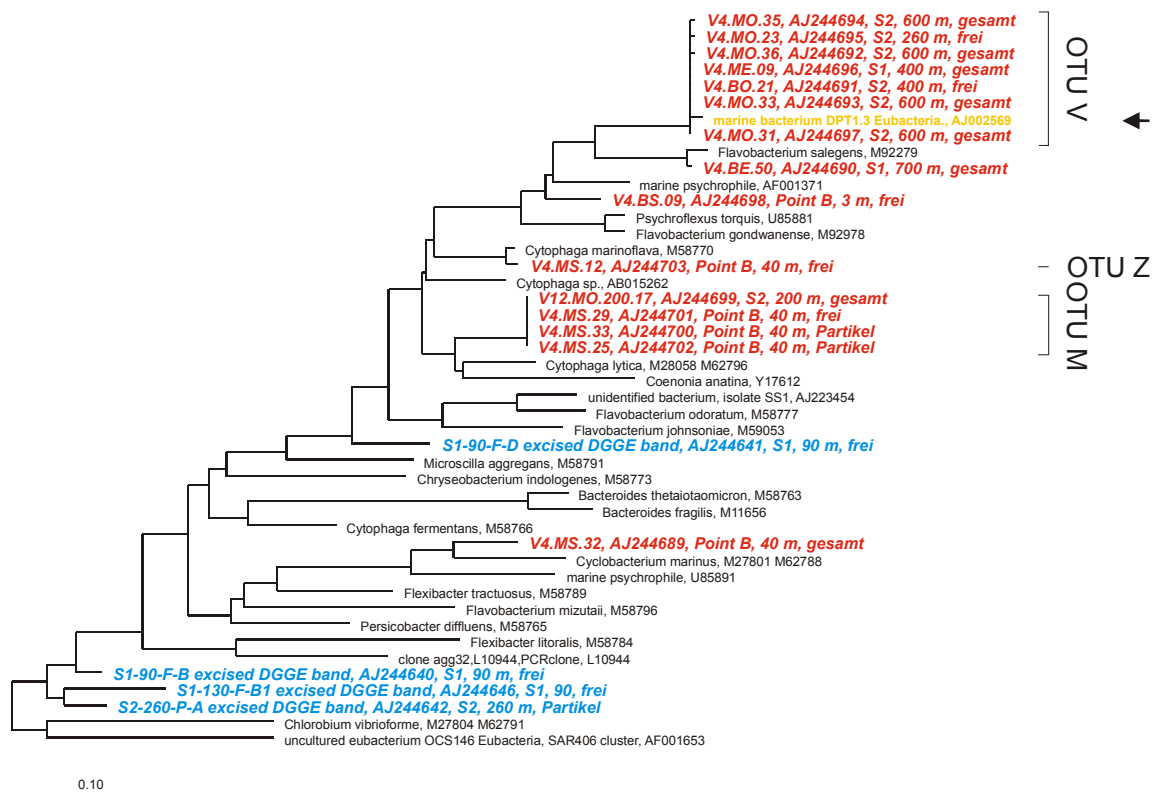 V4.MO.35, AJ244694, S2, 600 m, gesamt
V4.MO.23, AJ244695, S2, 260 m, frei
V4.MO.36, AJ244692, S2, 600 m, gesamt
V4.ME.09, AJ244696, S1, 400 m, gesamt
V4.BO.21, AJ244691, S2, 400 m, frei
V4.MO.33, AJ244693, S2, 600 m, gesamt
marine bacterium DPT1.3 Eubacteria., AJ002569
V4.MO.31, AJ244697, S2, 600 m, gesamt
OTU V
Flavobacterium salegens, M92279
V4.BE.50, AJ244690, S1, 700 m, gesamt
marine psychrophile, AF001371
V4.BS.09, AJ244698, Point B, 3 m, frei
Psychroflexus torquis, U85881
Flavobacterium gondwanense, M92978
Cytophaga marinoflava, M58770
V4.MS.12, AJ244703, Point B, 40 m, frei
OTU Z
Cytophaga sp., AB015262
V12.MO.200.17, AJ244699, S2, 200 m, gesamt
V4.MS.29, AJ244701, Point B, 40 m, frei
V4.MS.33, AJ244700, Point B, 40 m, Partikel
V4.MS.25, AJ244702, Point B, 40 m, Partikel
OTU M
Cytophaga lytica, M28058 M62796
Coenonia anatina, Y17612
unidentified bacterium, isolate SS1, AJ223454
Flavobacterium odoratum, M58777
Flavobacterium johnsoniae, M59053
S1-90-F-D excised DGGE band, AJ244641, S1, 90 m, frei
Microscilla aggregans, M58791
Chryseobacterium indologenes, M58773
Bacteroides thetaiotaomicron, M58763
Bacteroides fragilis, M11656
Cytophaga fermentans, M58766
V4.MS.32, AJ244689, Point B, 40 m, gesamt
Cyclobacterium marinus, M27801 M62788
marine psychrophile, U85891
Flexibacter tractuosus, M58789
Flavobacterium mizutaii, M58796
Persicobacter diffluens, M58765
Flexibacter litoralis, M58784
clone agg32,L10944,PCRclone, L10944
S1-90-F-B excised DGGE band, AJ244640, S1, 90 m, frei
S1-130-F-B1 excised DGGE band, AJ244646, S1, 90, frei
S2-260-P-A excised DGGE band, AJ244642, S2, 260 m, Partikel
Chlorobium vibrioforme, M27804 M62791
uncultured eubacterium OCS146 Eubacteria, SAR406 cluster, AF001653
0.10